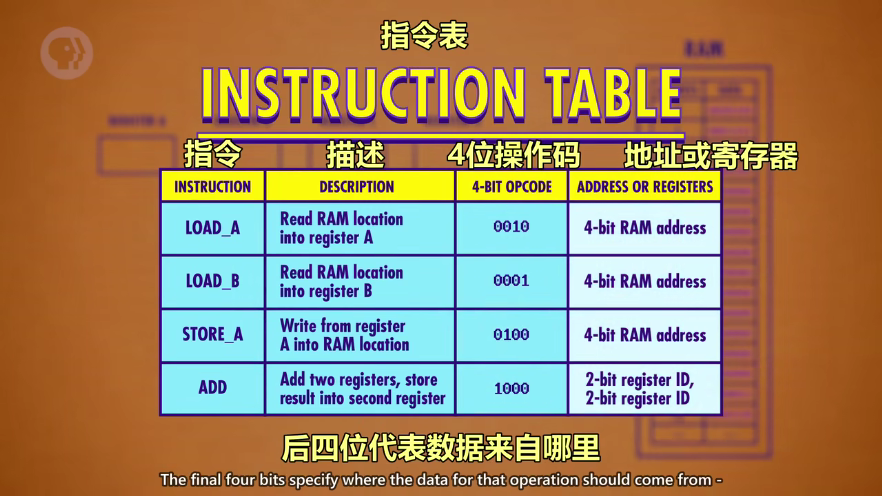 指令表
RAM
INSTRUCTION TABLE
指令 描述 4位操作码 地址或寄存器
INSTRUCTION DESCRIPTION 4-BIT OPCODE ADDRESS OR REGISTERS
LOAD_A Read RAM location into register A 0010 4-bit RAM address
LOAD_B Read RAM location into register B 0001 4-bit RAM address
STORE_A Write from register A into RAM location 0100 4-bit RAM address
ADD Add two registers, store result into second register 1000 2-bit register ID, 2-bit register ID
后四位代表数据来自哪里
The final four bits specify where the data for that operation should come from -